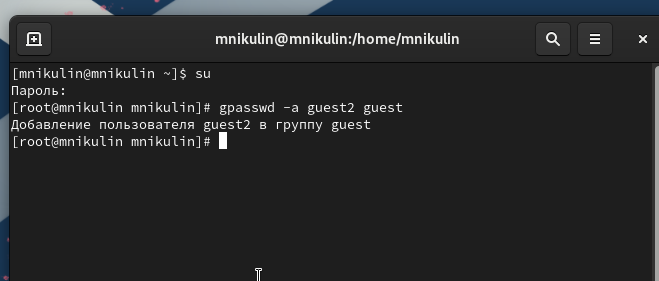 mnikulin@mnikulin:/home/mnikulin
[mnikulin@mnikulin ~]$ su
Пароль:
[root@mnikulin mnikulin]# gpasswd -a guest2 guest
Добавление пользователя guest2 в группу guest
[root@mnikulin mnikulin]#